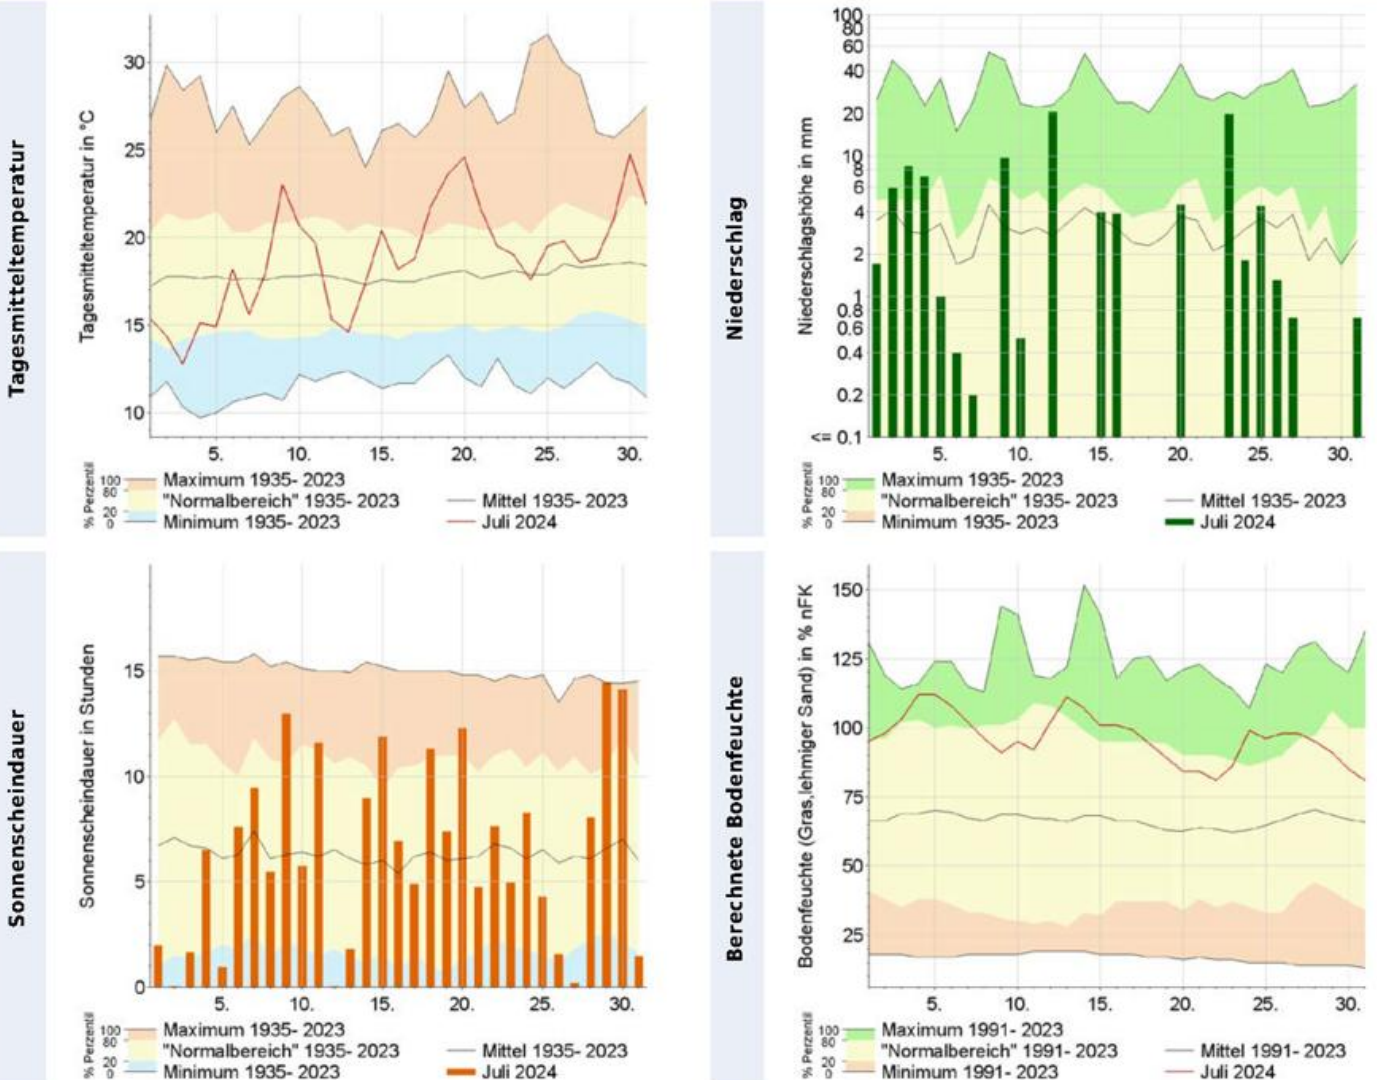 Tagesmitteltemperatur
Tagesmitteltemperatur in °C
30
25
20
15
10
5. 10. 15. 20. 25. 30.
% Perzentil
100
80
20
0
Maximum 1935- 2023
"Normalbereich" 1935- 2023
Minimum 1935- 2023
Mittel 1935- 2023
Juli 2024
Niederschlag
Niederschlagshöhe in mm
100
80
60
40
20
10
8
6
4
2
1
0.8
0.6
0.4
0.2
<= 0.1
5. 10. 15. 20. 25. 30.
% Perzentil
100
80
20
0
Maximum 1935- 2023
"Normalbereich" 1935- 2023
Minimum 1935- 2023
Mittel 1935- 2023
Juli 2024
Sonnenscheindauer
Sonnenscheindauer in Stunden
15
10
5
0
5. 10. 15. 20. 25. 30.
% Perzentil
100
80
20
0
Maximum 1935- 2023
"Normalbereich" 1935- 2023
Minimum 1935- 2023
Mittel 1935- 2023
Juli 2024
Berechnete Bodenfeuchte
Bodenfeuchte (Gras,lehmiger Sand) in % nFK
150
125
100
75
50
25
5. 10. 15. 20. 25. 30.
% Perzentil
100
80
20
0
Maximum 1991- 2023
"Normalbereich" 1991- 2023
Minimum 1991- 2023
Mittel 1991- 2023
Juli 2024